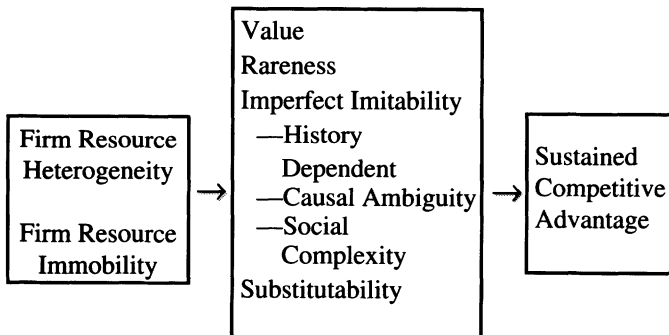 Firm Resource
Heterogeneity
Firm Resource
Immobility
Value
Rareness
Imperfect Imitability
—History
Dependent
—Causal Ambiguity
—Social
Complexity
Substitutability
Sustained
Competitive
Advantage